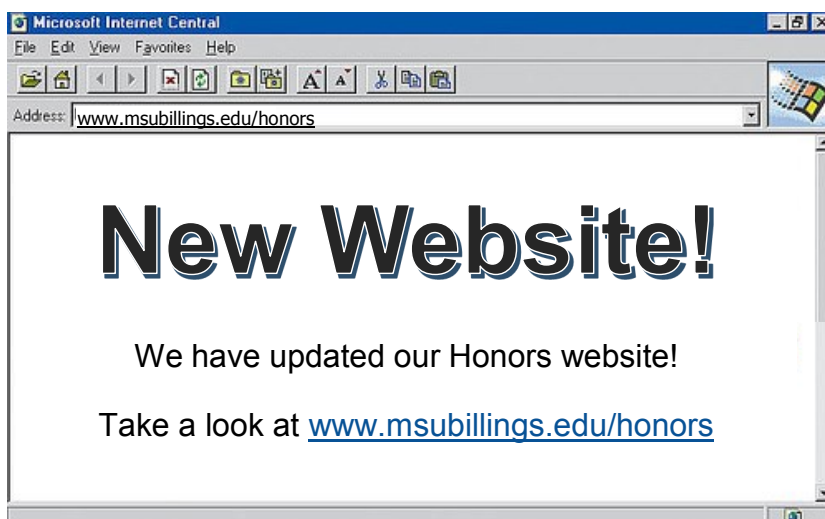 Microsoft Internet Central
File Edit View Favorites Help
A A
Address: www.msubillings.edu/honors
New Website!
We have updated our Honors website!
Take a look at www.msubillings.edu/honors